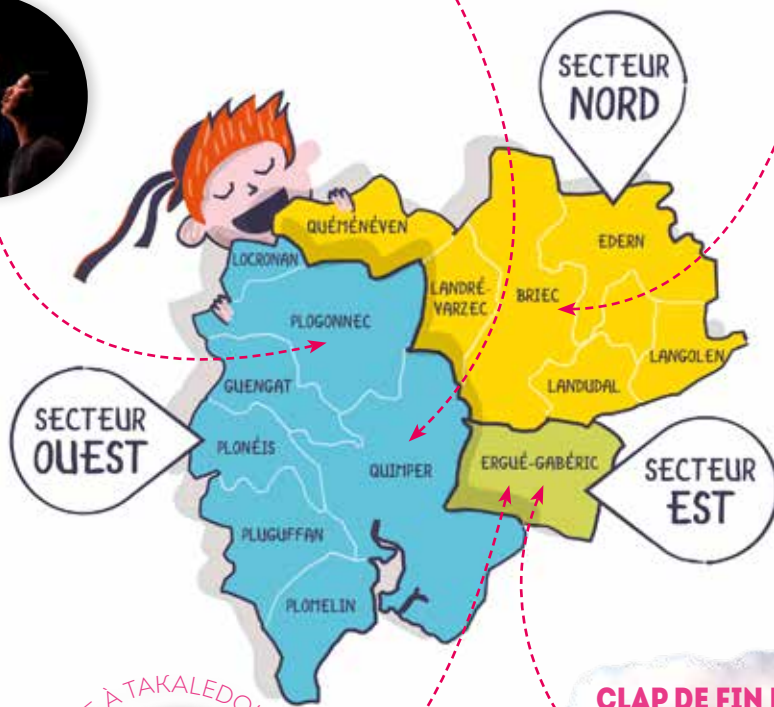 SECTEUR
NORD
QUÉMÉNÉVEN
EDERN
LOCRONAN
LANDRÉ-
VARZEC
BRIEC
PLOGONNEC
LANGOLEN
GUENGAT
LANDUDAL
SECTEUR
OUEST
PLONÉIS
QUIMPER
ERGUÉ-GABÉRIC
SECTEUR
EST
PLUGUFFAN
PLOMELIN
À TAKALEDO
CLAP DE FIN